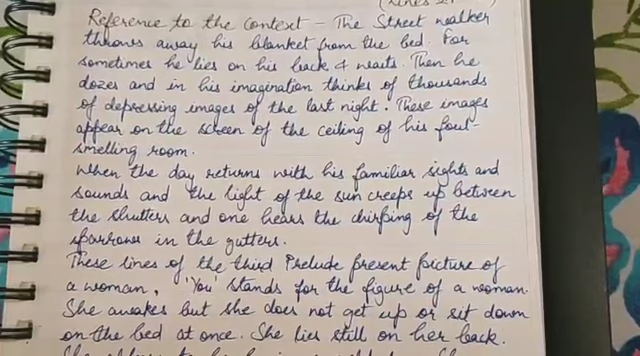 (Lines 21
Reference to the context – The Street walker
throws away his blanket from the bed. For
sometimes he lies on his back & waits. Then he
dozes and in his imagination thinks of thousands
of depressing images of the last night. These images
appear on the screen of the ceiling of his foul-
smelling room.
When the day returns with his familiar sights and
sounds and the light of the sun creeps up between
the shutters and one hears the chirping of the
sparrows in the gutters.
These lines of the third Prelude present picture of
a woman, 'You' stands for the figure of a woman.
She awakes but she does not get up or sit down
on the bed at once. She lies still on her back.